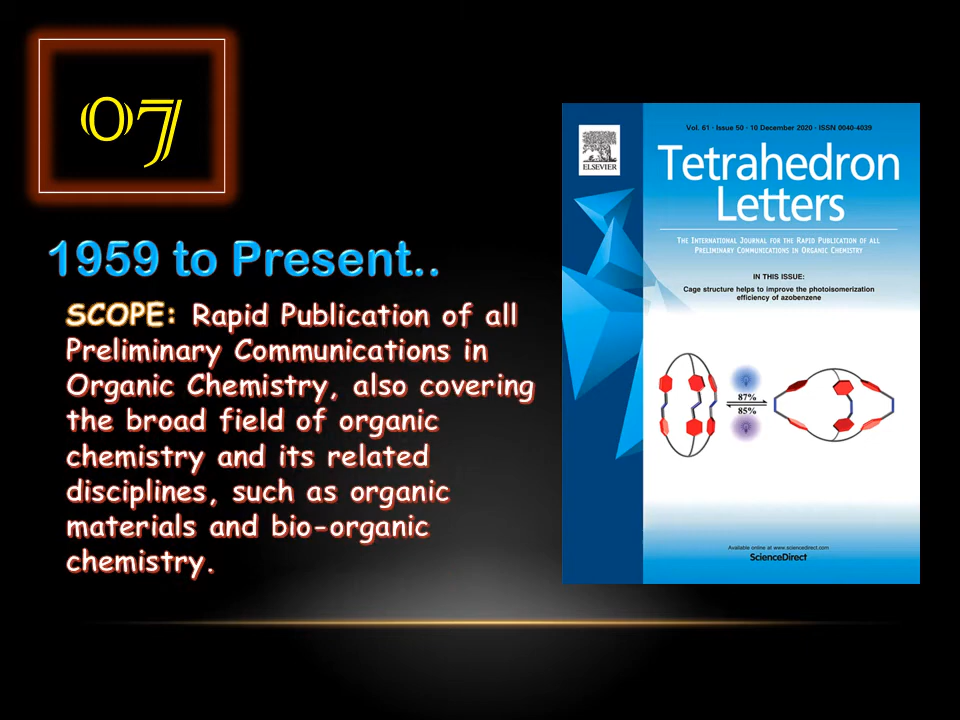 07
1959 to Present..
SCOPE: Rapid Publication of all
Preliminary Communications in
Organic Chemistry, also covering
the broad field of organic
chemistry and its related
disciplines, such as organic
materials and bio-organic
chemistry.
Vol. 61 · Issue 50 · 10 December 2020 · ISSN 0040-4039
ELSEVIER
Tetrahedron
Letters
The International Journal for the Rapid Publication of all
Preliminary Communications in Organic Chemistry
IN THIS ISSUE:
Cage structure helps to improve the photoisomerization
efficiency of azobenzene
87%
85%
Available online at www.sciencedirect.com
ScienceDirect